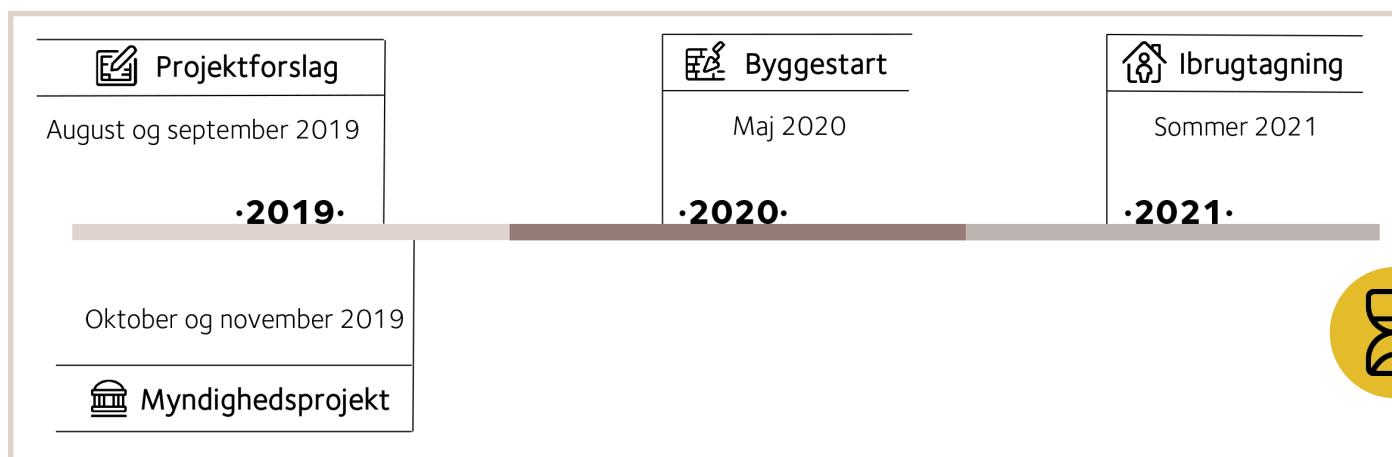 Projektforslag
August og september 2019
·2019·
Byggestart
Maj 2020
·2020·
Ibrugtagning
Sommer 2021
·2021·
Oktober og november 2019
Myndighedsprojekt